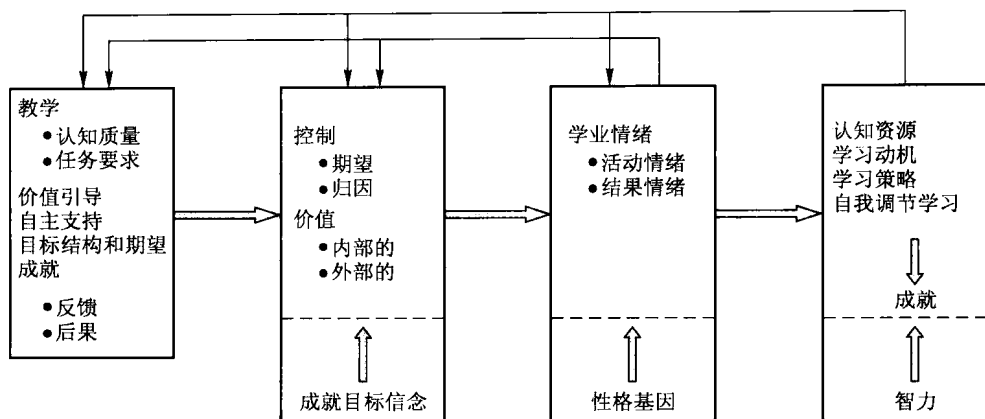 教学
●认知质量
●任务要求
价值引导
自主支持
目标结构和期望
成就
●反馈
●后果
控制
●期望
●归因
价值
●内部的
●外部的
成就目标信念
学业情绪
●活动情绪
●结果情绪
性格基因
认知资源
学习动机
学习策略
自我调节学习
成就
智力